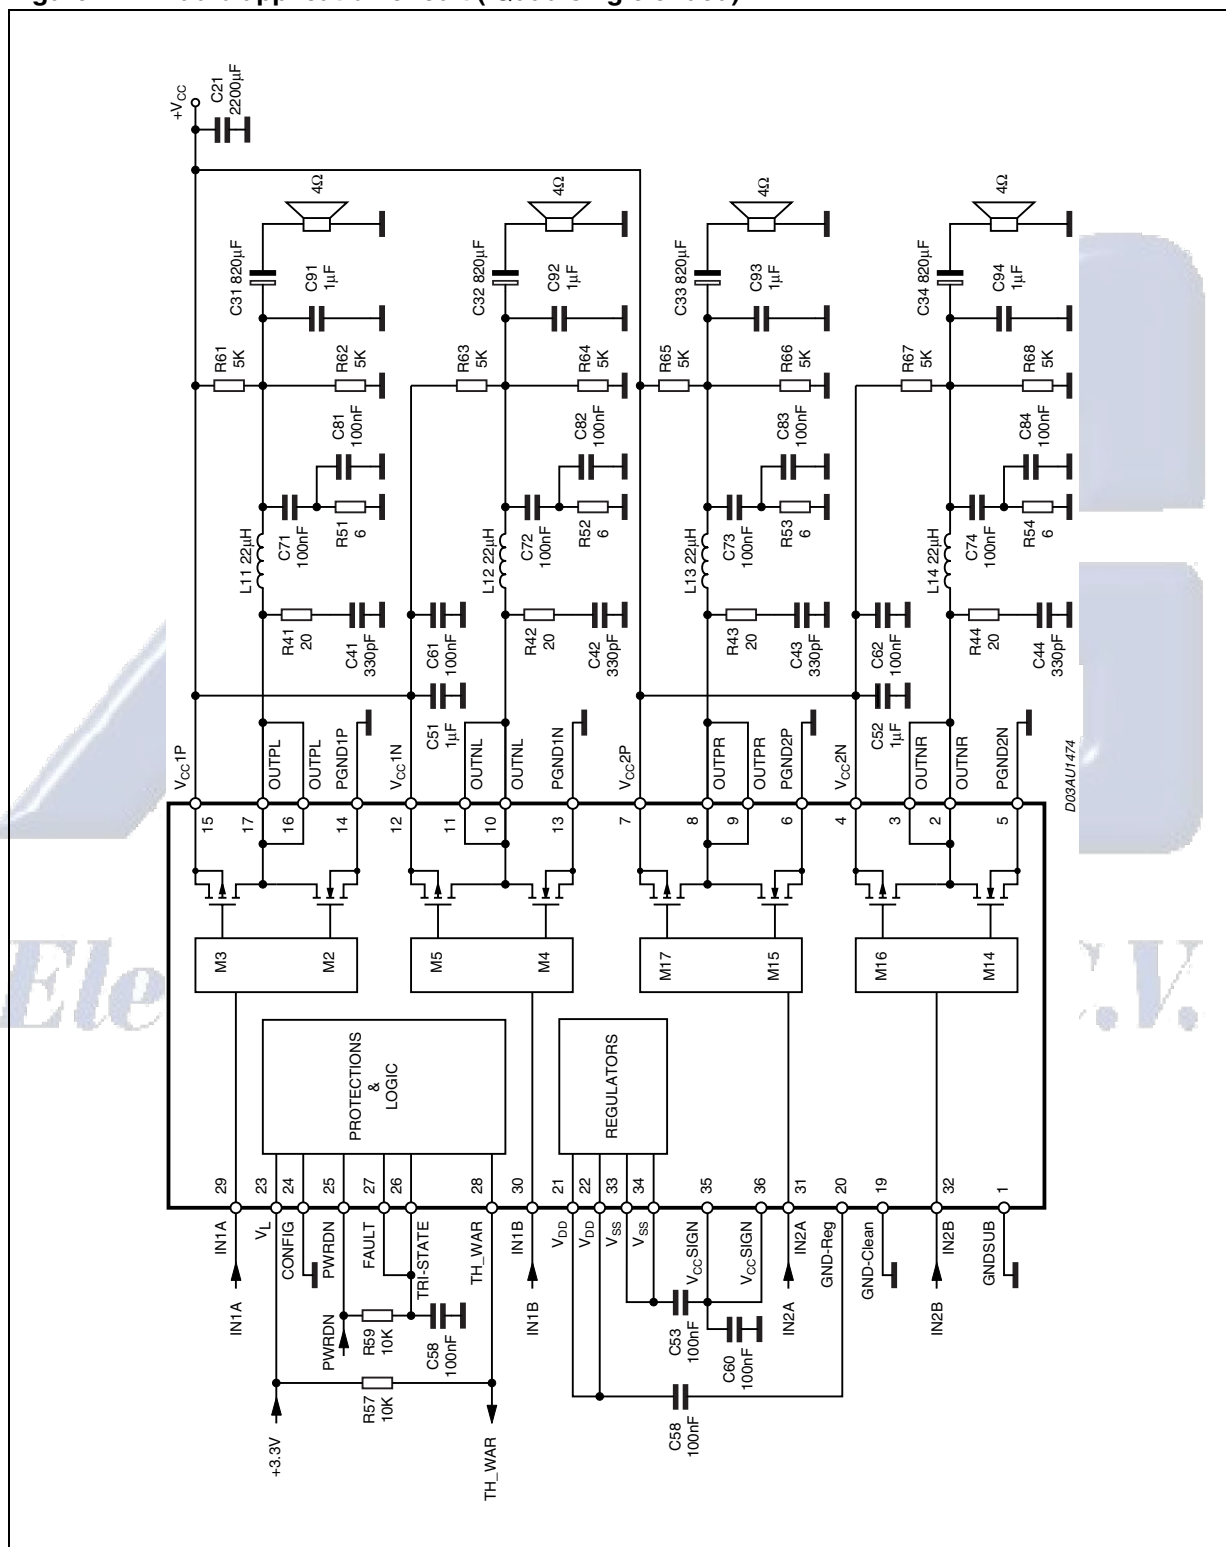 +VCC
C21
2200µF
4Ω
4Ω
4Ω
4Ω
C31 820µF
C91
1µF
C32 820µF
C92
1µF
C33 820µF
C93
1µF
C34 820µF
C94
1µF
R61
5K
R62
5K
R63
5K
R64
5K
R65
5K
R66
5K
R67
5K
R68
5K
C81
100nF
C82
100nF
C83
100nF
C84
100nF
L11 22µH
C71
100nF
R51
6
L12 22µH
C72
100nF
R52
6
L13 22µH
C73
100nF
R53
6
L14 22µH
C74
100nF
R54
6
R41
20
C41
330pF
C61
100nF
R42
20
C42
330pF
R43
20
C43
330pF
C62
100nF
R44
20
C44
330pF
C51
1µF
C52
1µF
VCC1P
OUTPL
OUTPL
PGND1P
VCC1N
OUTNL
OUTNL
PGND1N
VCC2P
OUTPR
OUTPR
PGND2P
VCC2N
OUTNR
OUTNR
PGND2N
D03AU1474
15
17
16
14
12
11
10
13
7
8
9
6
4
3
2
5
M3
M2
M5
M4
M17
M15
M16
M14
PROTECTIONS
&
LOGIC
REGULATORS
29
23
24
25
27
26
28
30
21
22
33
34
35
36
31
20
19
32
1
IN1A
VL
CONFIG
PWRDN
FAULT
TRI-STATE
TH_WAR
IN1B
VDD
VDD
VSS
VSS
VCCSIGN
VCCSIGN
IN2A
GND-Reg
GND-Clean
IN2B
GNDSUB
IN1A
PWRDN
R59
10K
C58
100nF
IN1B
C53
100nF
C60
100nF
IN2A
IN2B
+3.3V
R57
10K
TH_WAR
C58
100nF
Ele
.V.